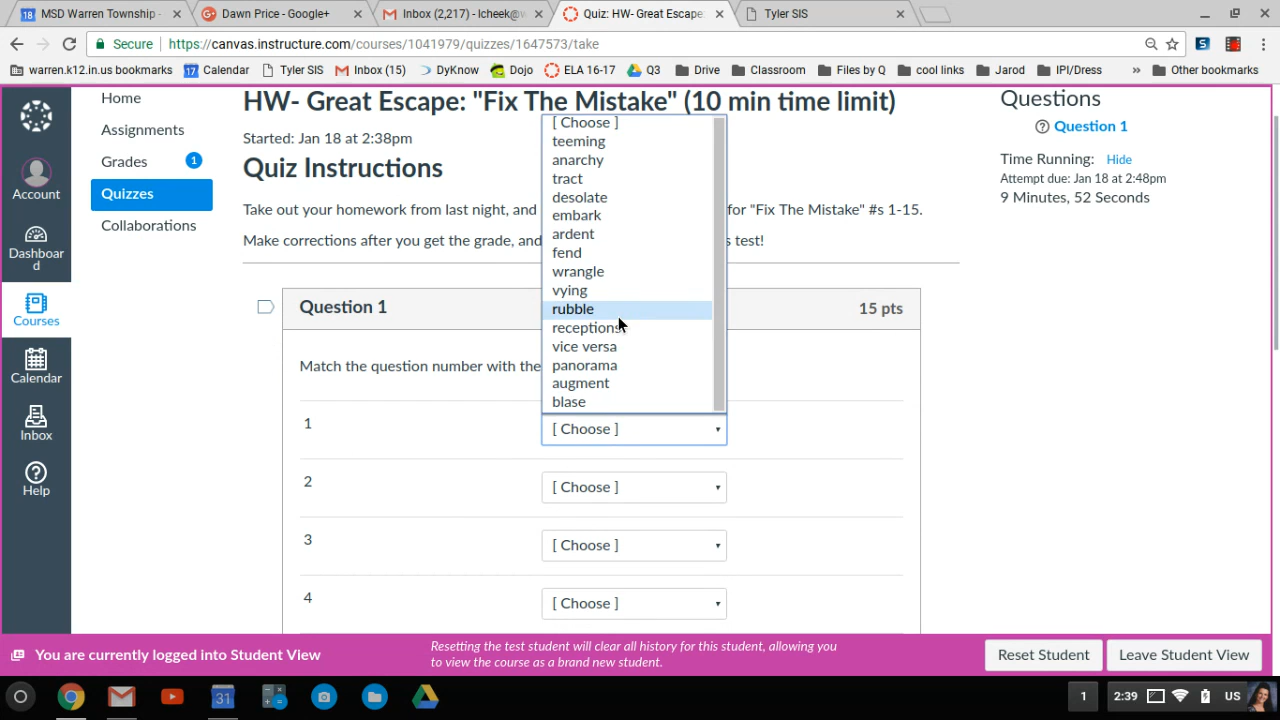 MSD Warren Township -
Dawn Price - Google+
Inbox (2,217) - lcheek@w
Quiz: HW- Great Escape:
Tyler SIS
Secure
https://canvas.instructure.com/courses/1041979/quizzes/1647573/take
warren.k12.in.us bookmarks
Calendar
Tyler SIS
Inbox (15)
DyKnow
Dojo
ELA 16-17
Q3
Drive
Classroom
Files by Q
cool links
Jarod
IPI/Dress
Other bookmarks
Account
Dashboar
d
Courses
Calendar
Inbox
Help
Home
Assignments
Grades 1
Quizzes
Collaborations
HW- Great Escape: "Fix The Mistake" (10 min time limit)
Started: Jan 18 at 2:38pm
Quiz Instructions
Take out your homework from last night, and for "Fix The Mistake" #s 1-15.
Make corrections after you get the grade, and s test!
Question 1
15 pts
Match the question number with the
[ Choose ]
teeming
anarchy
tract
desolate
embark
ardent
fend
wrangle
vying
rubble
receptions
vice versa
panorama
augment
blase
1 [ Choose ]
2 [ Choose ]
3 [ Choose ]
4 [ Choose ]
Questions
Question 1
Time Running: Hide
Attempt due: Jan 18 at 2:48pm
9 Minutes, 52 Seconds
You are currently logged into Student View
Resetting the test student will clear all history for this student, allowing you
to view the course as a brand new student.
Reset Student
Leave Student View
31
1
2:39
US